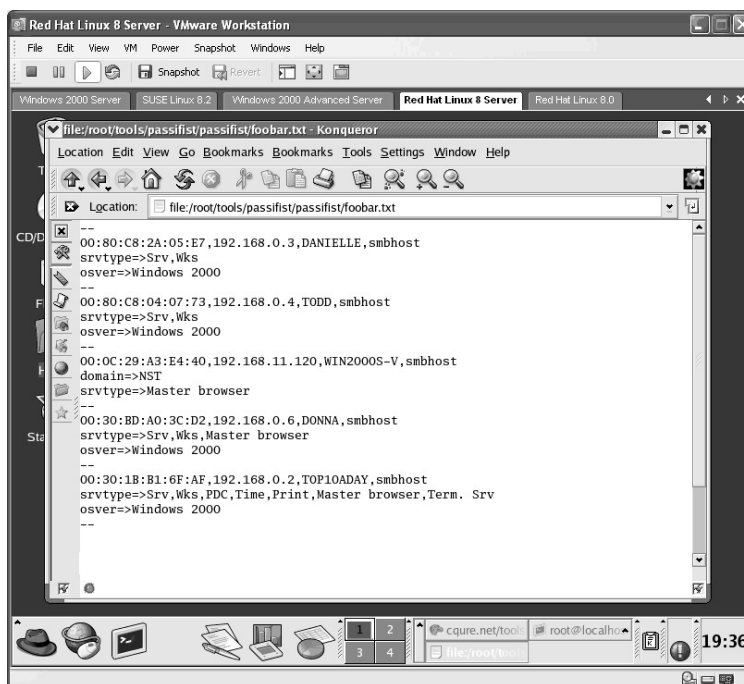 Red Hat Linux 8 Server - VMware Workstation
File Edit View VM Power Snapshot Windows Help
Snapshot Revert
Windows 2000 Server SUSE Linux 8.2 Windows 2000 Advanced Server Red Hat Linux 8 Server Red Hat Linux 8.0
file:/root/tools/passifist/passifist/foobar.txt - Konqueror
Location Edit View Go Bookmarks Bookmarks Tools Settings Window Help
Location: file:/root/tools/passifist/passifist/foobar.txt
CD/D
--
00:80:C8:2A:05:E7,192.168.0.3,DANIELLE,smbhost
srvtype=>Srv,Wks
osver=>Windows 2000
--
00:80:C8:04:07:73,192.168.0.4,TODD,smbhost
srvtype=>Srv,Wks
osver=>Windows 2000
--
00:0C:29:A3:E4:40,192.168.11.120,WIN2000S-V,smbhost
domain=>NST
srvtype=>Master browser
--
00:30:BD:A0:3C:D2,192.168.0.6,DONNA,smbhost
srvtype=>Srv,Wks,Master browser
osver=>Windows 2000
--
00:30:1B:B1:6F:AF,192.168.0.2,TOP10ADAY,smbhost
srvtype=>Srv,Wks,PDC,Time,Print,Master browser,Term. Srv
osver=>Windows 2000
--
Sta
1 2
3 4
cqure.net/tool
root@localho
file:/root/too
19:36